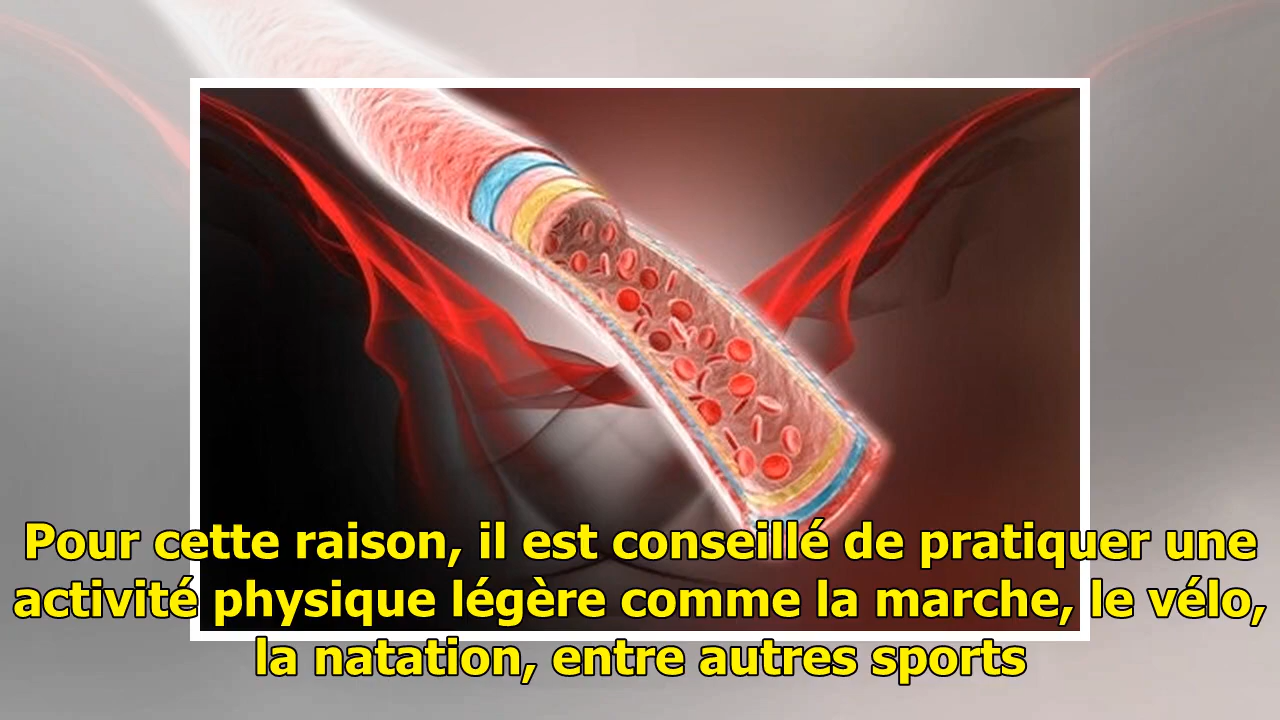 Pour cette raison, il est conseillé de pratiquer une
activité physique légère comme la marche, le vélo,
la natation, entre autres sports